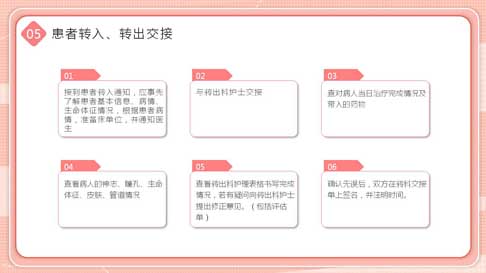 05 患者转入、转出交接
01
接到患者转入通知，应事先
了解患者基本信息、病情、
生命体征情况，根据患者病
情，准备床单位，并通知医
生
02
与转出科护士交接
03
查对病人当日治疗完成情况及
带入的药物
04
查看病人的神志、瞳孔、生命
体征、皮肤、管道情况
05
查看转出科护理表格书写完成
情况，若有疑问向转出科护士
提出修正意见。（包括评估
单）
06
确认无误后，双方在转科交接
单上签名，并注明时间。